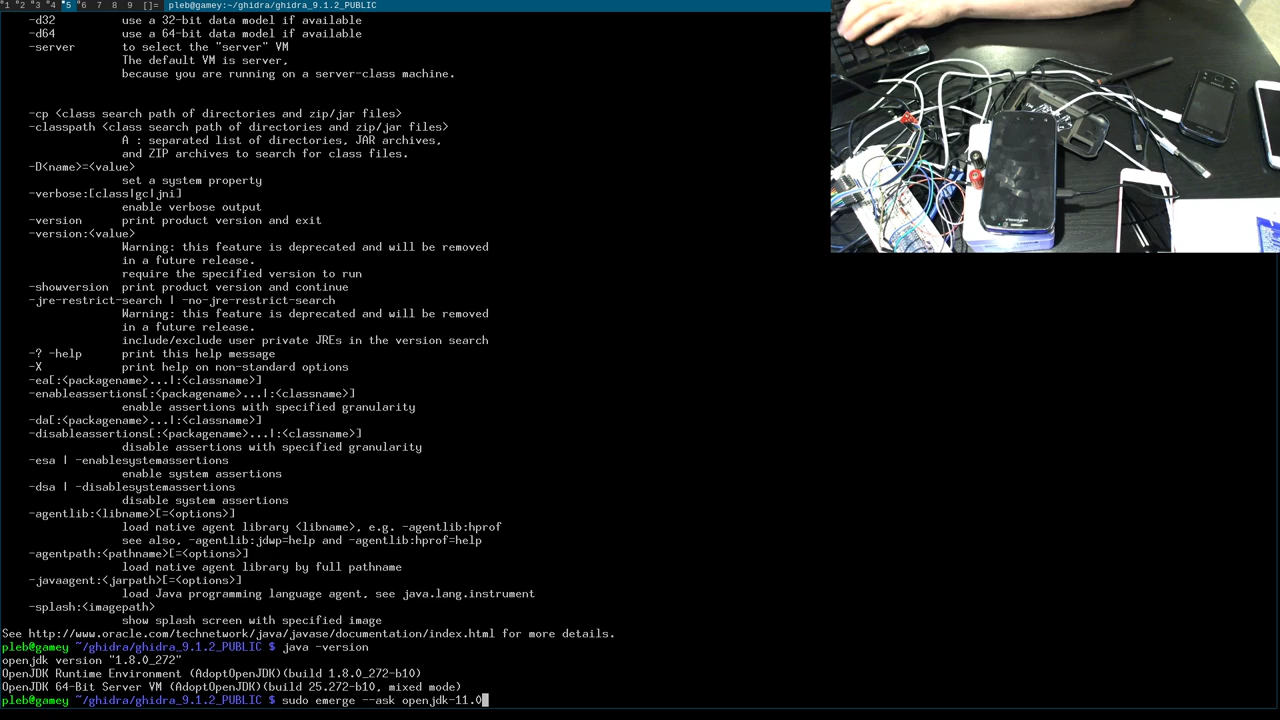 1 2 3 4 5 6 7 8 9 []= pleb@gamey:~/ghidra/ghidra_9.1.2_PUBLIC
-d32 use a 32-bit data model if available
-d64 use a 64-bit data model if available
-server to select the "server" VM
The default VM is server,
because you are running on a server-class machine.
-cp <class search path of directories and zip/jar files>
-classpath <class search path of directories and zip/jar files>
A : separated list of directories, JAR archives,
and ZIP archives to search for class files.
-D<name>=<value>
set a system property
-verbose:[class|gc|jni]
enable verbose output
-version print product version and exit
-version:<value>
Warning: this feature is deprecated and will be removed
in a future release.
require the specified version to run
-showversion print product version and continue
-jre-restrict-search | -no-jre-restrict-search
Warning: this feature is deprecated and will be removed
in a future release.
include/exclude user private JREs in the version search
-? -help print this help message
-X print help on non-standard options
-ea[:<packagename>...|:<classname>]
-enableassertions[:<packagename>...|:<classname>]
enable assertions with specified granularity
-da[:<packagename>...|:<classname>]
-disableassertions[:<packagename>...|:<classname>]
disable assertions with specified granularity
-esa | -enablesystemassertions
enable system assertions
-dsa | -disablesystemassertions
disable system assertions
-agentlib:<libname>[=<options>]
load native agent library <libname>, e.g. -agentlib:hprof
see also, -agentlib:jdwp=help and -agentlib:hprof=help
-agentpath:<pathname>[=<options>]
load native agent library by full pathname
-javaagent:<jarpath>[=<options>]
load Java programming language agent, see java.lang.instrument
-splash:<imagepath>
show splash screen with specified image
See http://www.oracle.com/technetwork/java/javase/documentation/index.html for more details.
pleb@gamey ~/ghidra/ghidra_9.1.2_PUBLIC $ java -version
openjdk version "1.8.0_272"
OpenJDK Runtime Environment (AdoptOpenJDK)(build 1.8.0_272-b10)
OpenJDK 64-Bit Server VM (AdoptOpenJDK)(build 25.272-b10, mixed mode)
pleb@gamey ~/ghidra/ghidra_9.1.2_PUBLIC $ sudo emerge --ask openjdk-11.0